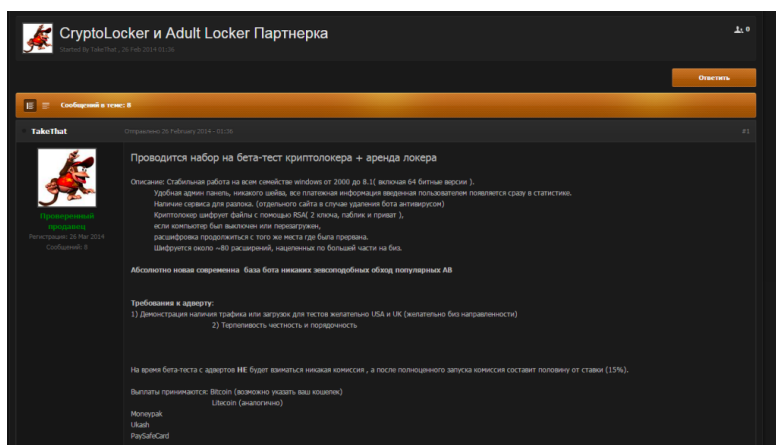 CryptoLocker и Adult Locker Партнерка
Started By TakeThat, 26 Feb 2014 01:36
0
Ответить
Сообщений в теме: 8
TakeThat
Отправлено 26 February 2014 - 01:36
#1
Проверенный
продавец
Регистрация: 26 Mar 2014
Сообщений: 8
Проводится набор на бета-тест криптолокера + аренда локера
Описание: Стабильная работа на всем семействе windows от 2000 до 8.1( включая 64 битные версии ).
Удобная админ панель, никакого шейва, все платежная информация введенная пользователем появляется сразу в статистике.
Наличие сервиса для разлока. (отдельного сайта в случае удаления бота антивирусом)
Криптолокер шифрует файлы с помощью RSA( 2 ключа, паблик и приват ),
если компьютер был выключен или перезагружен,
расшифровка продолжиться с того же места где была прервана.
Шифруется около ~80 расширений, нацеленных по большей части на биз.
Абсолютно новая современна база бота никаких зевсоподобных обход популярных АВ
Требования к адверту:
1) Демонстрация наличия трафика или загрузок для тестов желательно USA и UK (желательно биз направленности)
2) Терпеливость честность и порядочность
На время бета-теста с адвертов НЕ будет взиматься никакая комиссия , а после полноценного запуска комиссия составит половину от ставки (15%).
Выплаты принимаются: Bitcoin (возможно указать ваш кошелек)
Litecoin (аналогично)
Moneypak
Ukash
PaySafeCard